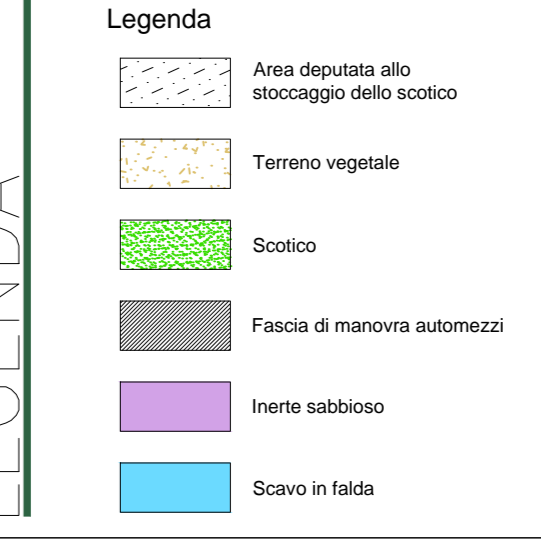 Legenda
Area deputata allo
stoccaggio dello scotico
Terreno vegetale
Scotico
Fascia di manovra automezzi
Inerte sabbioso
Scavo in falda